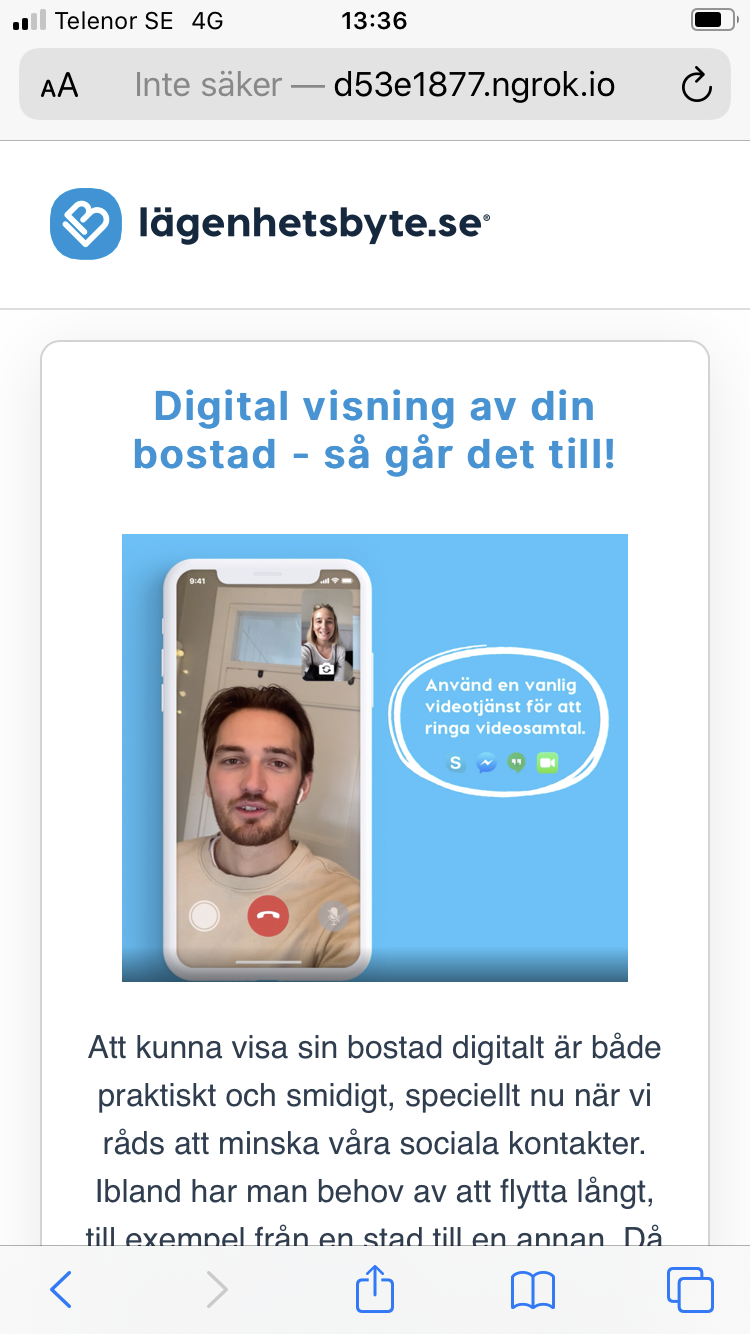 Telenor SE 4G 13:36
AA Inte säker — d53e1877.ngrok.io
lägenhetsbyte.se®
Digital visning av din
bostad - så går det till!
9:41
Använd en vanlig
videotjänst för att
ringa videosamtal.
S
Att kunna visa sin bostad digitalt är både
praktiskt och smidigt, speciellt nu när vi
råds att minska våra sociala kontakter.
Ibland har man behov av att flytta långt,
till exempel från en stad till en annan. Då